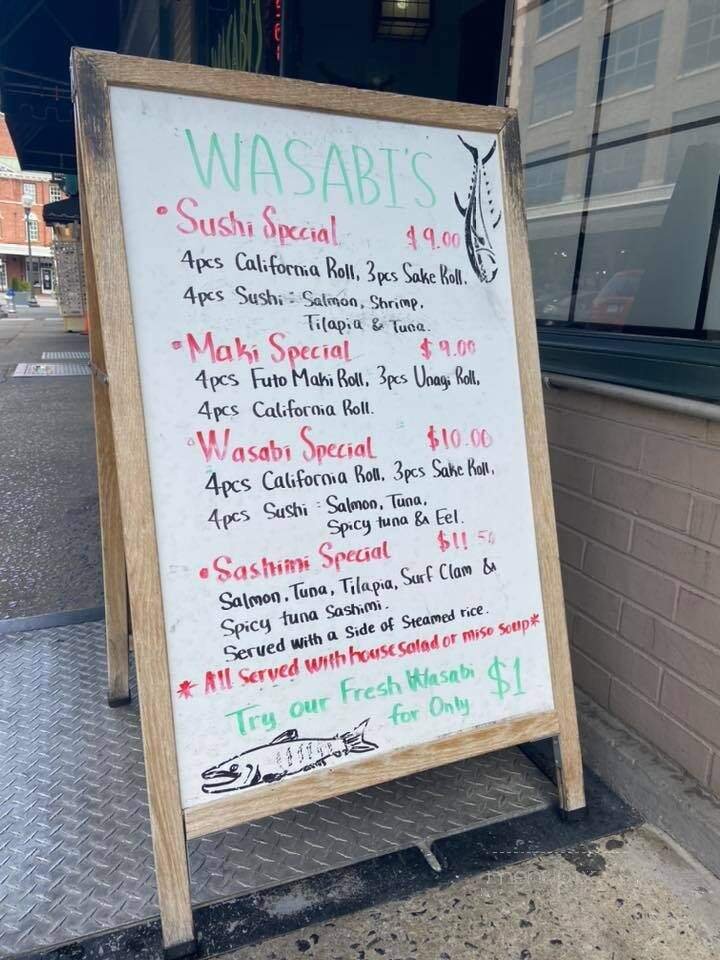 WASABI'S
• Sushi Special $9.00
4pcs California Roll, 3pcs Sake Roll,
4pcs Sushi : Salmon, Shrimp,
Tilapia & Tuna.
• Maki Special $9.00
4pcs Futo Maki Roll, 3pcs Unagi Roll,
4pcs California Roll.
• Wasabi Special $10.00
4pcs California Roll, 3pcs Sake Roll,
4pcs Sushi : Salmon, Tuna,
Spicy tuna & Eel.
• Sashimi Special $11.50
Salmon, Tuna, Tilapia, Surf Clam &
Spicy tuna Sashimi.
Served with a Side of Steamed rice.
* All Served with house salad or miso soup*
Try our Fresh Wasabi $1
for Only